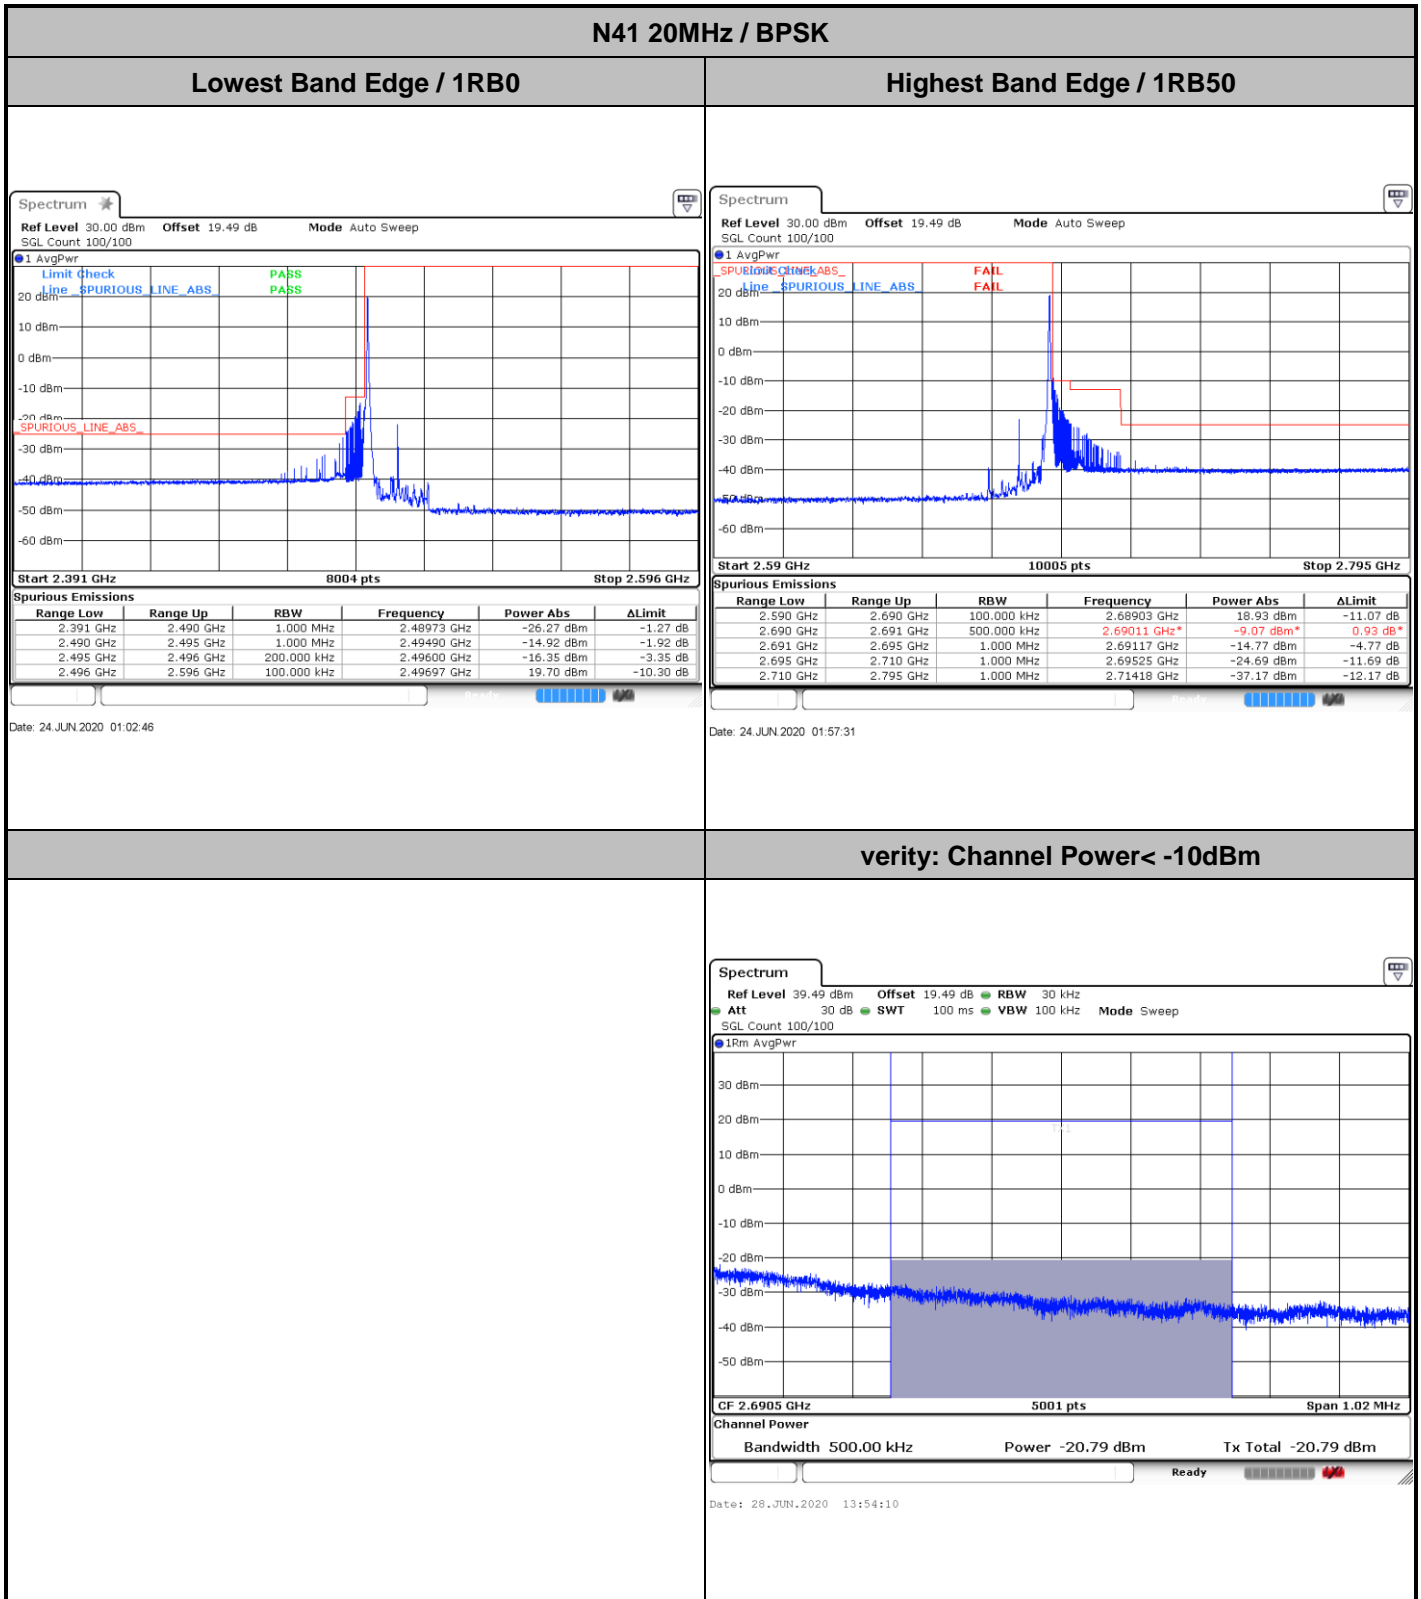 N41 20MHz / BPSK
Lowest Band Edge / 1RB0
Highest Band Edge / 1RB50
Spectrum
Ref Level 30.00 dBm Offset 19.49 dB Mode Auto Sweep
SGL Count 100/100
1 AvgPwr
Limit Check PASS
Line _SPURIOUS_LINE_ABS_ PASS
20 dBm
10 dBm
0 dBm
-10 dBm
-20 dBm
_SPURIOUS_LINE_ABS_
-30 dBm
-40 dBm
-50 dBm
-60 dBm
Start 2.391 GHz 8004 pts Stop 2.596 GHz
Spurious Emissions
Range Low Range Up RBW Frequency Power Abs ΔLimit
2.391 GHz 2.490 GHz 1.000 MHz 2.48973 GHz -26.27 dBm -1.27 dB
2.490 GHz 2.495 GHz 1.000 MHz 2.49490 GHz -14.92 dBm -1.92 dB
2.495 GHz 2.496 GHz 200.000 kHz 2.49600 GHz -16.35 dBm -3.35 dB
2.496 GHz 2.596 GHz 100.000 kHz 2.49697 GHz 19.70 dBm -10.30 dB
Ready
Date: 24.JUN.2020 01:02:46
Spectrum
Ref Level 30.00 dBm Offset 19.49 dB Mode Auto Sweep
SGL Count 100/100
1 AvgPwr
_SPURIOUS_LINE_ABS_
Limit Check FAIL
Line _SPURIOUS_LINE_ABS_ FAIL
20 dBm
10 dBm
0 dBm
-10 dBm
-20 dBm
-30 dBm
-40 dBm
-50 dBm
-60 dBm
Start 2.59 GHz 10005 pts Stop 2.795 GHz
Spurious Emissions
Range Low Range Up RBW Frequency Power Abs ΔLimit
2.590 GHz 2.690 GHz 100.000 kHz 2.68903 GHz 18.93 dBm -11.07 dB
2.690 GHz 2.691 GHz 500.000 kHz 2.69011 GHz* -9.07 dBm* 0.93 dB*
2.691 GHz 2.695 GHz 1.000 MHz 2.69117 GHz -14.77 dBm -4.77 dB
2.695 GHz 2.710 GHz 1.000 MHz 2.69525 GHz -24.69 dBm -11.69 dB
2.710 GHz 2.795 GHz 1.000 MHz 2.71418 GHz -37.17 dBm -12.17 dB
Ready
Date: 24.JUN.2020 01:57:31
verity: Channel Power< -10dBm
Spectrum
Ref Level 39.49 dBm Offset 19.49 dB RBW 30 kHz
Att 30 dB SWT 100 ms VBW 100 kHz Mode Sweep
SGL Count 100/100
1Rm AvgPwr
30 dBm
20 dBm
TX1
10 dBm
0 dBm
-10 dBm
-20 dBm
-30 dBm
-40 dBm
-50 dBm
CF 2.6905 GHz 5001 pts Span 1.02 MHz
Channel Power
Bandwidth 500.00 kHz Power -20.79 dBm Tx Total -20.79 dBm
Ready
Date: 28.JUN.2020 13:54:10